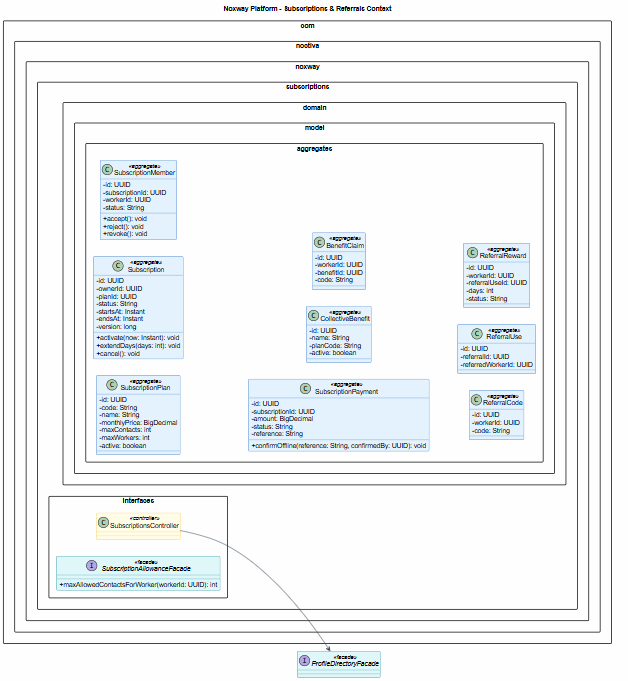 Noxway Platform - Subscriptions & Referrals Context
com
nootiva
noxway
subscriptions
domain
model
aggregates
«aggregate»
C SubscriptionMember
-id: UUID
-subscriptionId: UUID
-workerId: UUID
-status: String
+accept(): void
+reject(): void
+revoke(): void
«aggregate»
C Subscription
-id: UUID
-ownerId: UUID
-planId: UUID
-status: String
-startsAt: Instant
-endsAt: Instant
-version: long
+activate(now: Instant): void
+extendDays(days: int): void
+cancel(): void
«aggregate»
C SubscriptionPlan
-id: UUID
-code: String
-name: String
-monthlyPrice: BigDecimal
-maxContacts: int
-maxWorkers: int
-active: boolean
«aggregate»
C BenefitClaim
-id: UUID
-workerId: UUID
-benefitId: UUID
-code: String
«aggregate»
C CollectiveBenefit
-id: UUID
-name: String
-planCode: String
-active: boolean
«aggregate»
C SubscriptionPayment
-id: UUID
-subscriptionId: UUID
-amount: BigDecimal
-status: String
-reference: String
+confirmOffline(reference: String, confirmedBy: UUID): void
«aggregate»
C ReferralReward
-id: UUID
-workerId: UUID
-referralUseId: UUID
-days: int
-status: String
«aggregate»
C ReferralUse
-id: UUID
-referralId: UUID
-referredWorkerId: UUID
«aggregate»
C ReferralCode
-id: UUID
-workerId: UUID
-code: String
interfaces
«controller»
C SubscriptionsController
«facade»
I SubscriptionAllowanceFacade
+maxAllowedContactsForWorker(workerId: UUID): int
«facade»
I ProfileDirectoryFacade